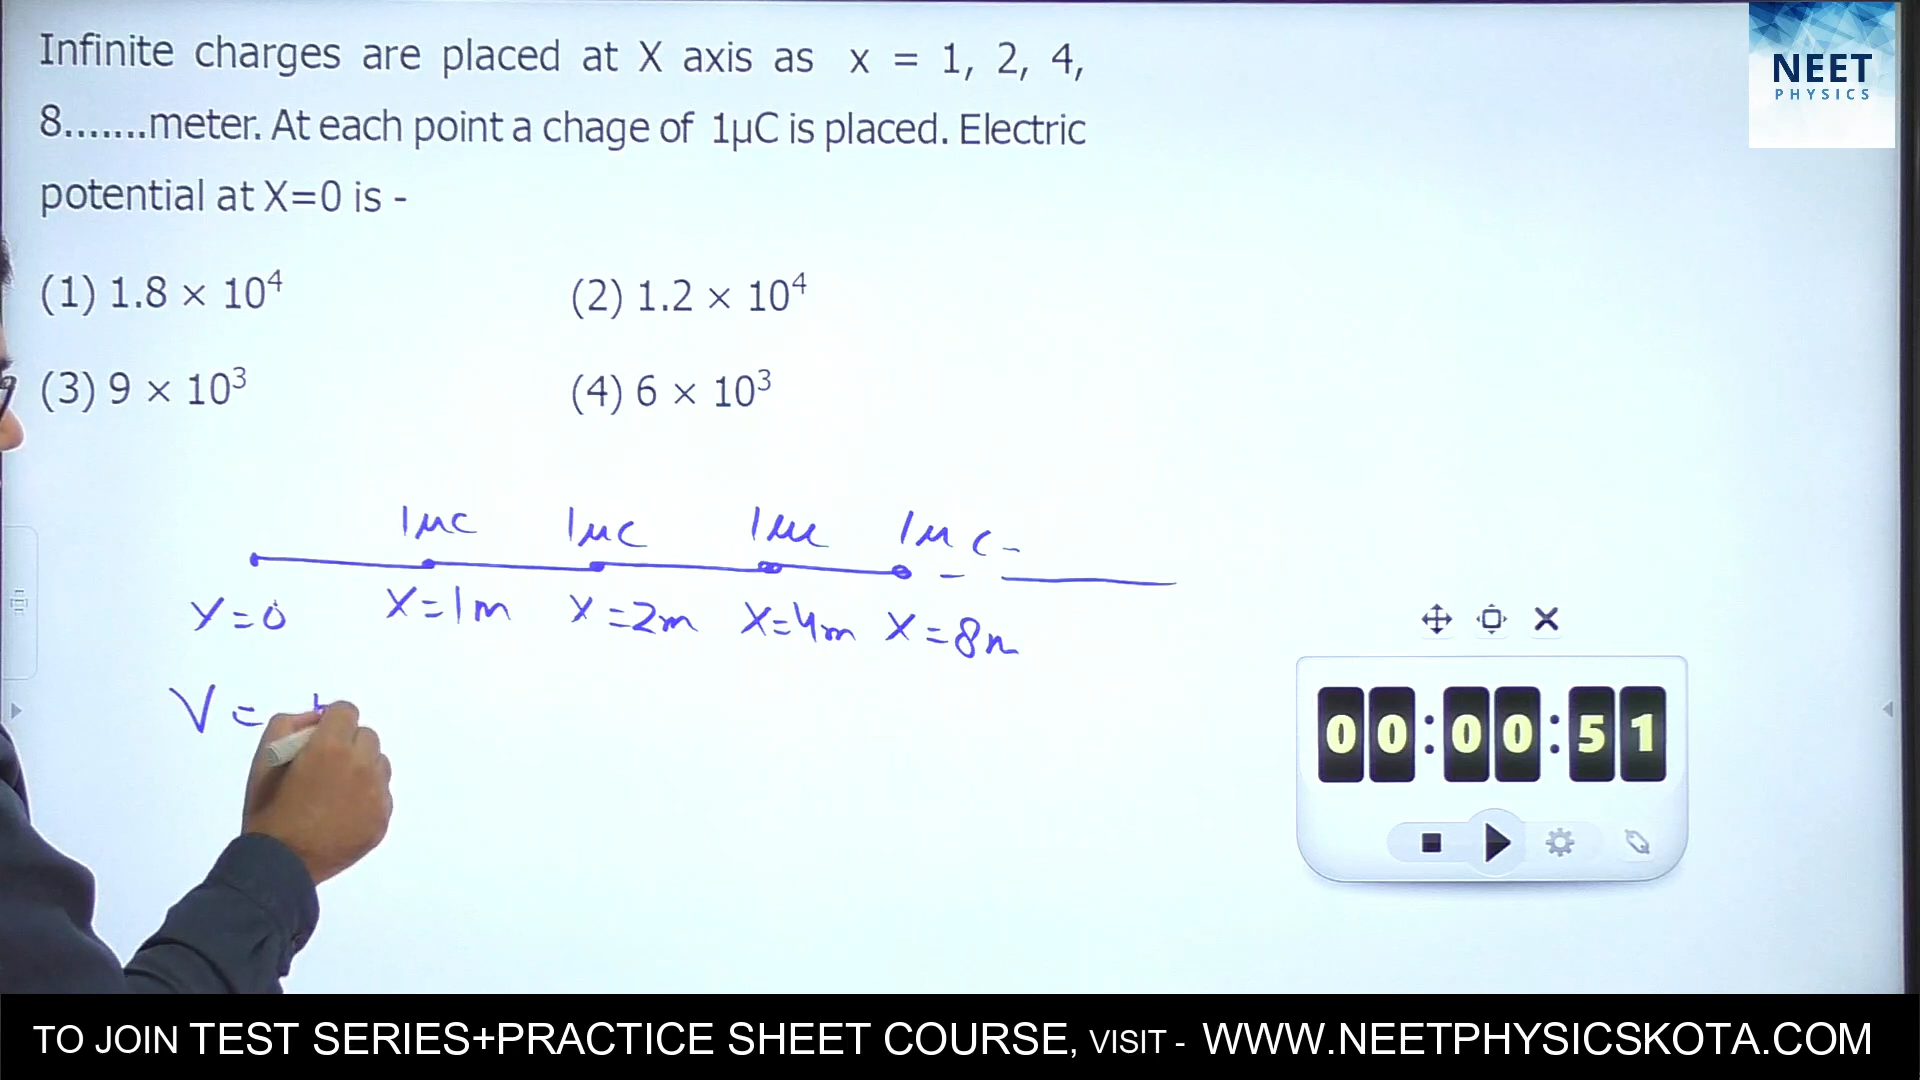 Infinite charges are placed at X axis as x = 1, 2, 4,
8.......meter. At each point a chage of 1μC is placed. Electric
potential at X=0 is -
(1) 1.8 × 10⁴ (2) 1.2 × 10⁴
(3) 9 × 10³ (4) 6 × 10³
NEET
PHYSICS
1μC 1μC 1μC 1μC -
X=0 X=1m X=2m X=4m X=8m
V =
00:00:51
TO JOIN TEST SERIES+PRACTICE SHEET COURSE, VISIT - WWW.NEETPHYSICSKOTA.COM